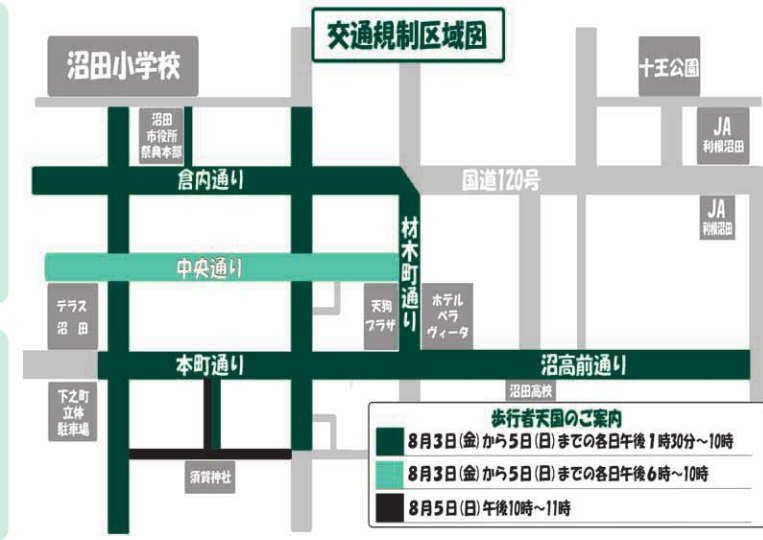 交通規制区域図
沼田小学校
十王公園
沼田
市役所
祭典本部
JA
利根沼田
倉内通り
国道120号
JA
利根沼田
材木町通り
中央通り
テラス
沼田
天狗
プラザ
ホテル
ベラ
ヴィータ
本町通り
沼高前通り
下之町
立体
駐車場
沼田高校
須賀神社
歩行者天国のご案内
8月3日(金)から5日(日)までの各日午後1時30分~10時
8月3日(金)から5日(日)までの各日午後6時~10時
8月5日(日)午後10時~11時